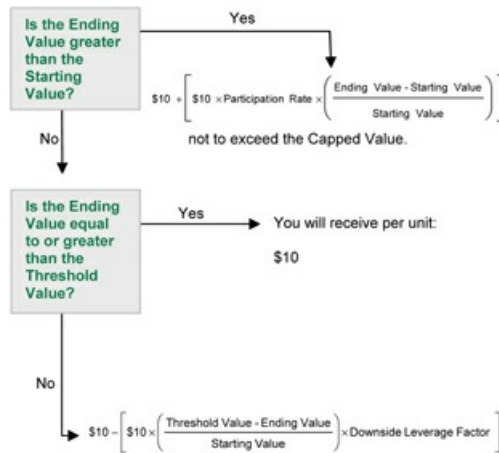 Is the Ending
Value greater
than the
Starting
Value?
Yes
$10 + [ $10 × Participation Rate × ( Ending Value - Starting Value
Starting Value ) ]
not to exceed the Capped Value.
No
Is the Ending
Value equal
to or greater
than the
Threshold
Value?
Yes
You will receive per unit:
$10
No
$10 – [ $10 × ( Threshold Value - Ending Value
Starting Value ) × Downside Leverage Factor ]